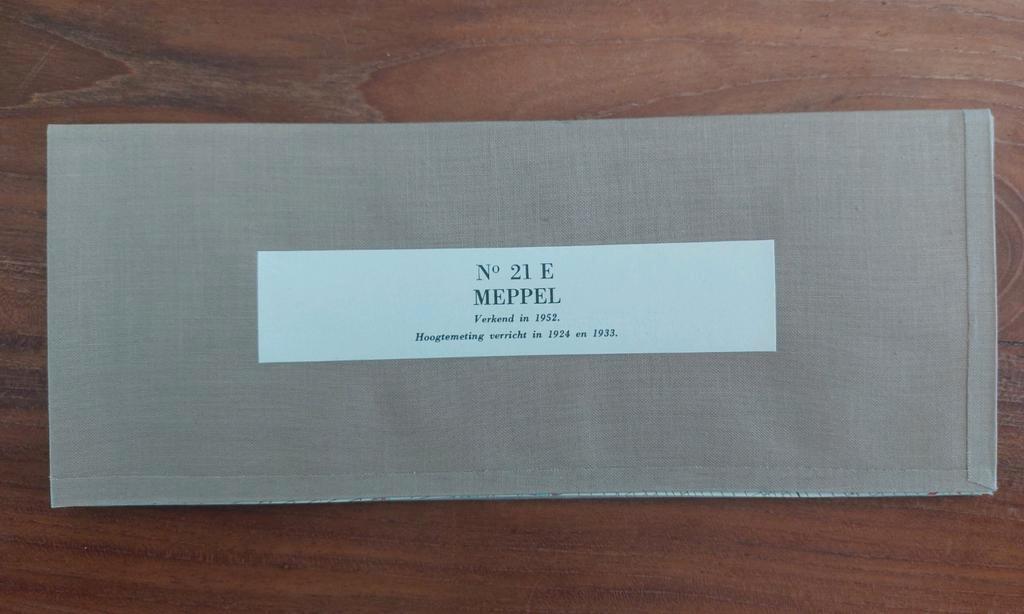 Nº 21 E
MEPPEL
Verkend in 1952.
Hoogtemeting verricht in 1924 en 1933.